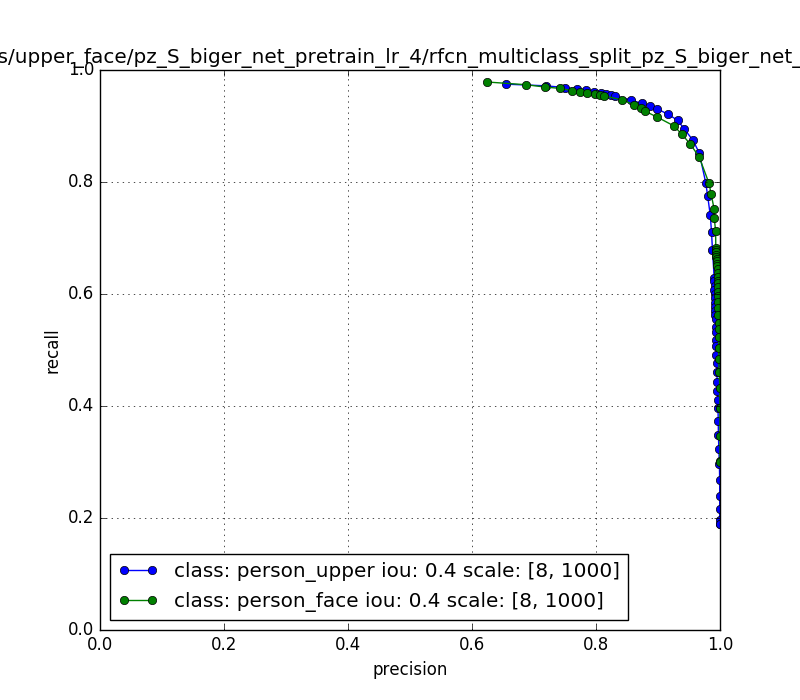 s/upper_face/pz_S_biger_net_pretrain_lr_4/rfcn_multiclass_split_pz_S_biger_net_
1.0
0.8
0.6
0.4
0.2
0.0
recall
class: person_upper iou: 0.4 scale: [8, 1000]
class: person_face iou: 0.4 scale: [8, 1000]
0.0 0.2 0.4 0.6 0.8 1.0
precision